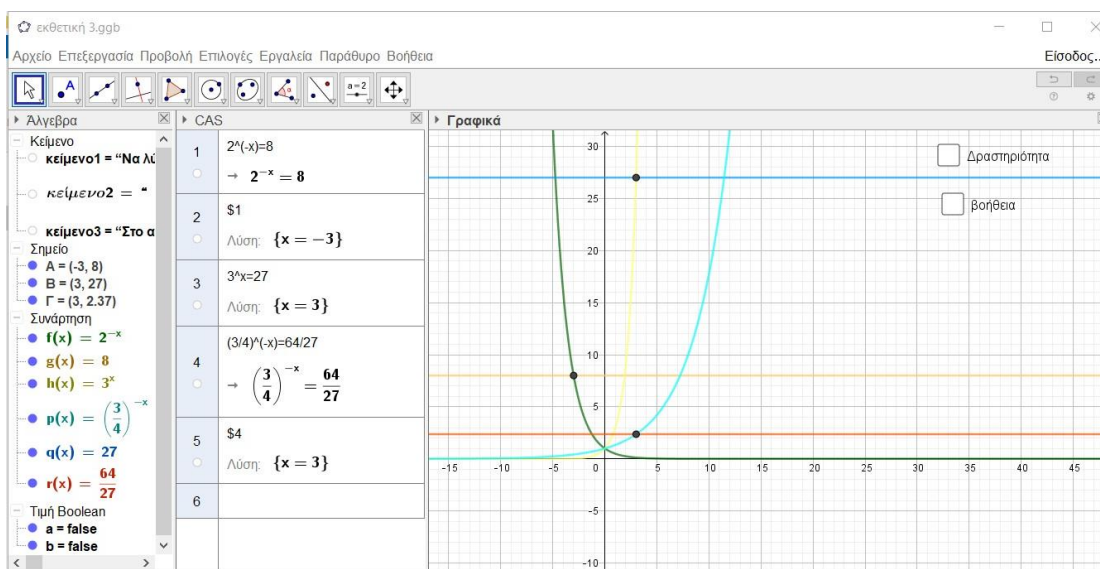 εκθετική 3.ggb
Αρχείο Επεξεργασία Προβολή Επιλογές Εργαλεία Παράθυρο Βοήθεια
Είσοδος...
A
a=2
Άλγεβρα
Κείμενο
κείμενο1 = “Να λύ
κείμενο2 = “
κείμενο3 = “Στο α
Σημείο
Α = (-3, 8)
Β = (3, 27)
Γ = (3, 2.37)
Συνάρτηση
f(x) = 2^{-x}
g(x) = 8
h(x) = 3^x
p(x) = (3/4)^{-x}
q(x) = 27
r(x) = 64/27
Τιμή Boolean
a = false
b = false
CAS
1
2^(-x)=8
→ 2^{-x} = 8
2
$1
Λύση: {x = −3}
3
3^x=27
Λύση: {x = 3}
4
(3/4)^(-x)=64/27
→ (3/4)^{-x} = 64/27
5
$4
Λύση: {x = 3}
6
Γραφικά
Δραστηριότητα
βοήθεια
30
25
20
15
10
5
-15 -10 -5 0 5 10 15 20 25 30 35 40 45
-5
-10